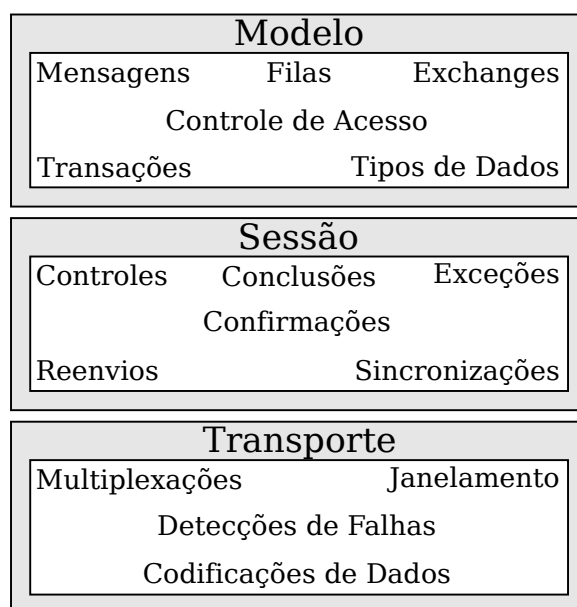 Modelo
Mensagens Filas Exchanges
Controle de Acesso
Transações Tipos de Dados
Sessão
Controles Conclusões Exceções
Confirmações
Reenvios Sincronizações
Transporte
Multiplexações Janelamento
Detecções de Falhas
Codificações de Dados